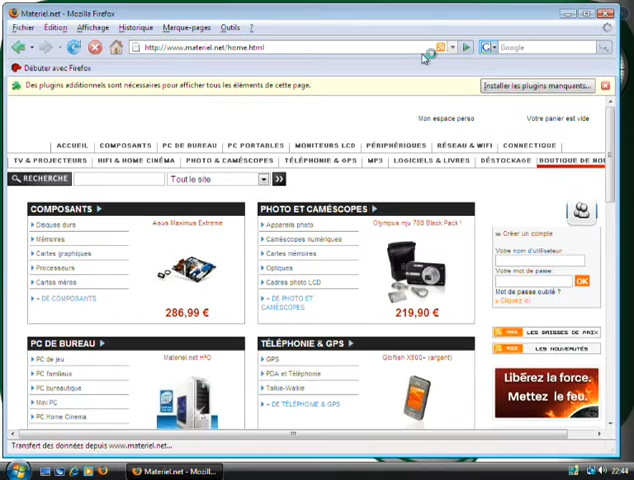 Materiel.net - Mozilla Firefox
Fichier Édition Affichage Historique Marque-pages Outils ?
http://www.materiel.net/home.html
Google
Débuter avec Firefox
Des plugins additionnels sont nécessaires pour afficher tous les éléments de cette page.
Installer les plugins manquants...
Mon espace perso
Votre panier est vide
ACCUEIL COMPOSANTS PC DE BUREAU PC PORTABLES MONITEURS LCD PÉRIPHÉRIQUES RÉSEAU & WIFI CONNECTIQUE
TV & PROJECTEURS HIFI & HOME CINÉMA PHOTO & CAMÉSCOPES TÉLÉPHONIE & GPS MP3 LOGICIELS & LIVRES DÉSTOCKAGE BOUTIQUE DE NO
RECHERCHE
Tout le site
COMPOSANTS
Disques durs
Mémoires
Cartes graphiques
Processeurs
Cartes mères
+ DE COMPOSANTS
Asus Maximus Extreme
286,99 €
PHOTO ET CAMÉSCOPES
Appareils photo
Caméscopes numériques
Cartes mémoires
Optiques
Cadres photo LCD
+ DE PHOTO ET
CAMÉSCOPES
Olympus mju 780 Black Pack !
219,90 €
Créer un compte
Votre nom d'utilisateur:
Votre mot de passe:
OK
Mot de passe oublié ?
Cliquez ici
RSS LES BAISSES DE PRIX
RSS LES NOUVEAUTÉS
Libérez la force.
Mettez le feu.
PC DE BUREAU
PC de jeu
PC familiaux
PC bureautique
Mini PC
PC Home Cinema
Materiel.net H²O
TÉLÉPHONIE & GPS
GPS
PDA et Téléphonie
Talkie-Walkie
+ DE TÉLÉPHONIE & GPS
Glofiish X500+ (argent)
Transfert des données depuis www.materiel.net...
Materiel.net - Mozill...
22:44